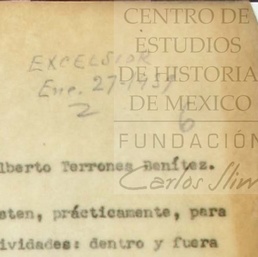 CENTRO DE
ESTUDIOS
DE HISTORIA
DE MEXICO
FUNDACIÓN
Carlos Slim
EXCELSIOR
Ene. 27-1937
2 6
lberto Terrones Benítez.
sten, prácticamente, para
ividades: dentro y fuera